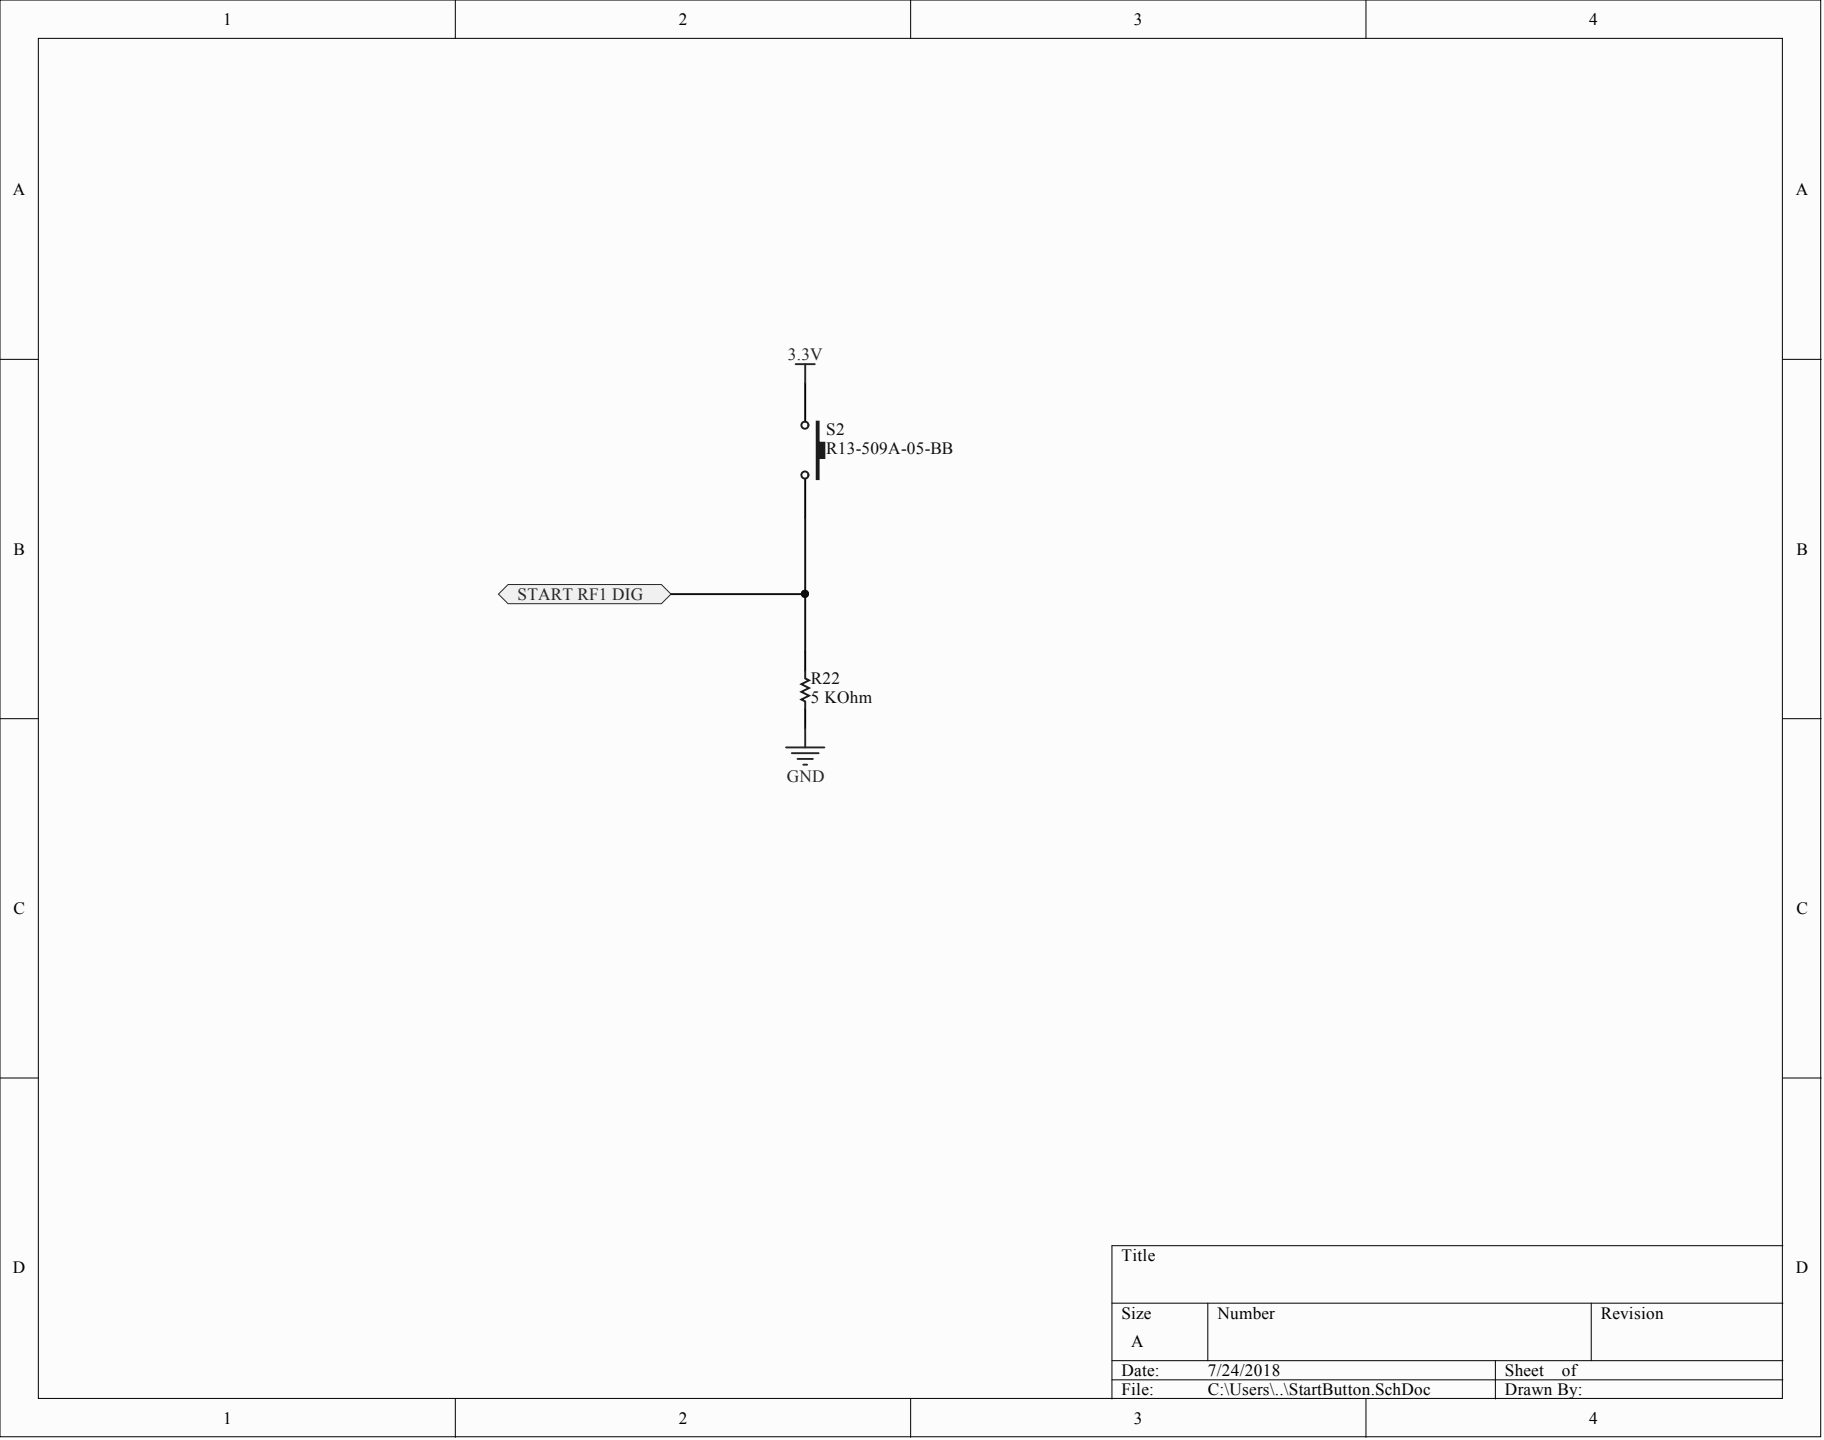 1 2 3 4
A A
3.3V
S2
R13-509A-05-BB
B B
START RF1 DIG
R22
5 KOhm
GND
C C
D D
Title
Size Number Revision
A
Date: 7/24/2018 Sheet of
File: C:\Users\..\StartButton.SchDoc Drawn By:
1 2 3 4